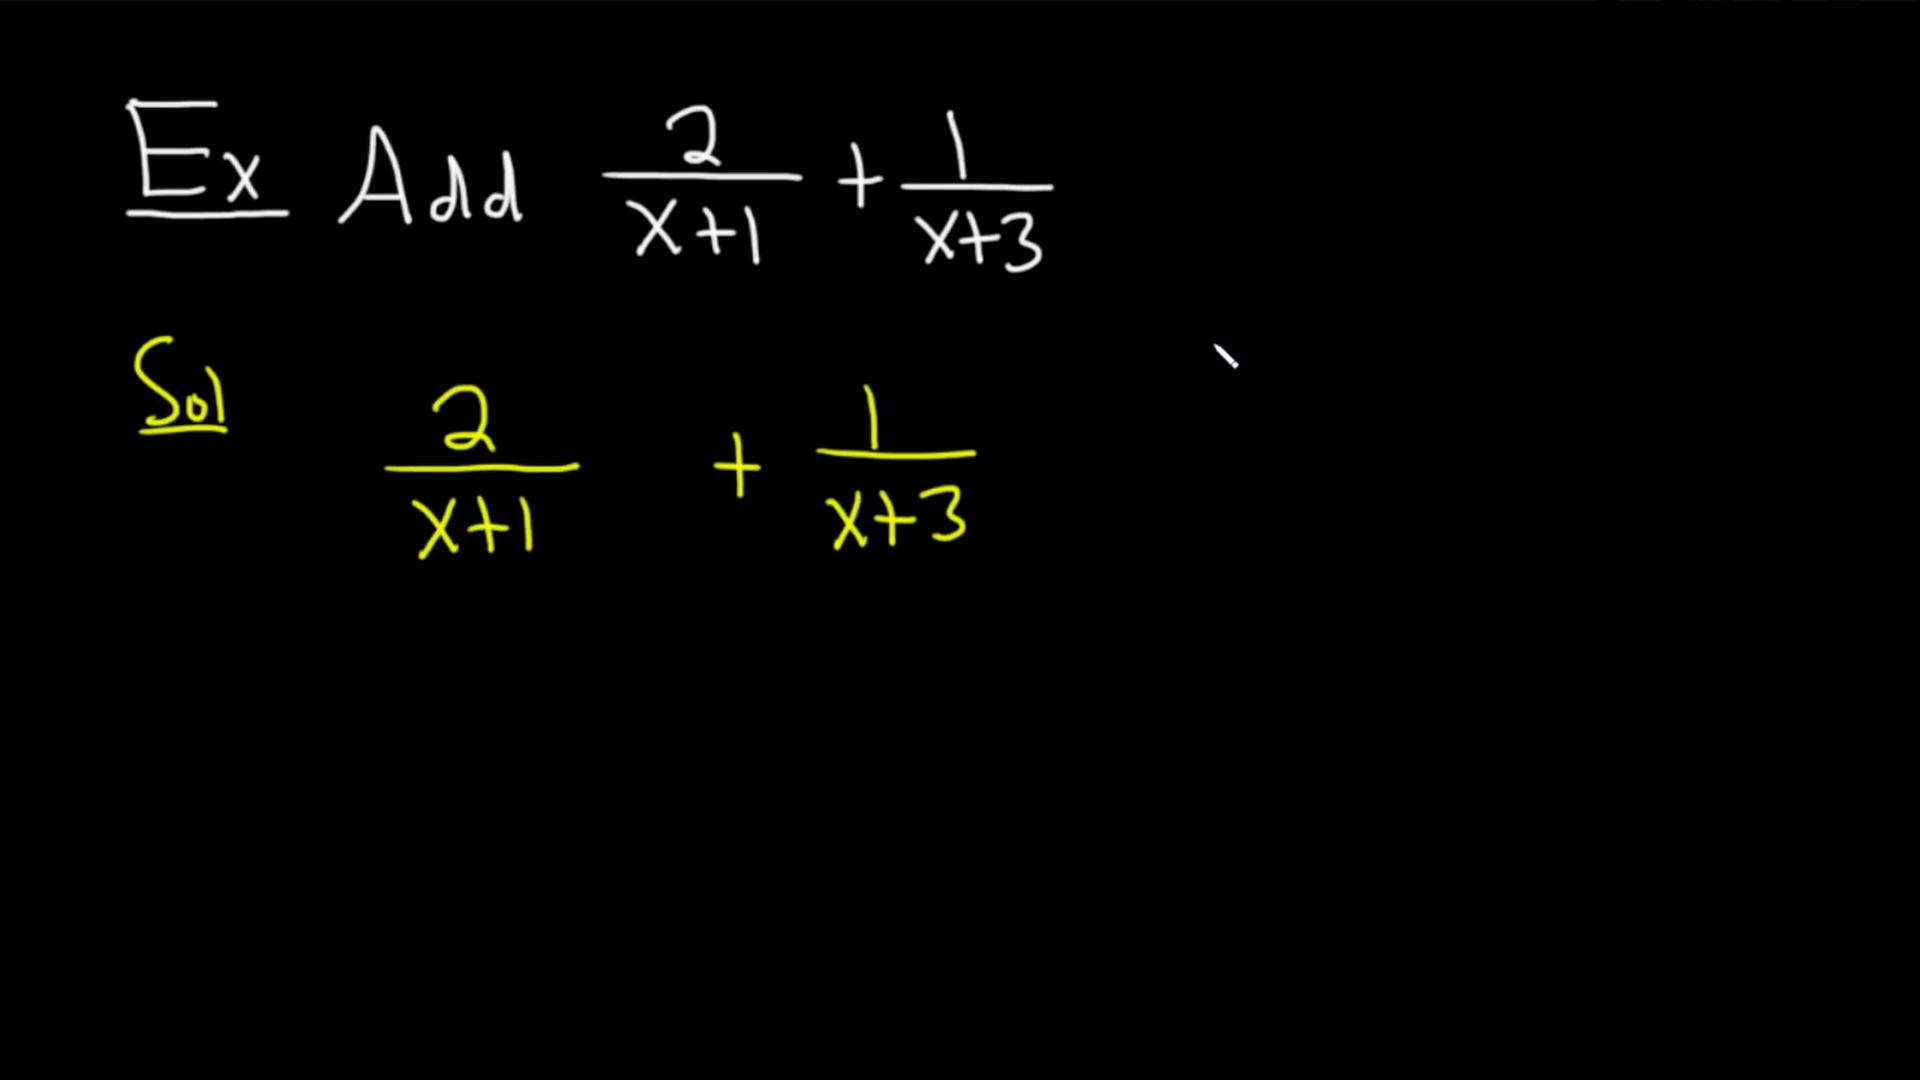 Ex Add 2/(x+1) + 1/(x+3)
Sol 2/(x+1) + 1/(x+3)